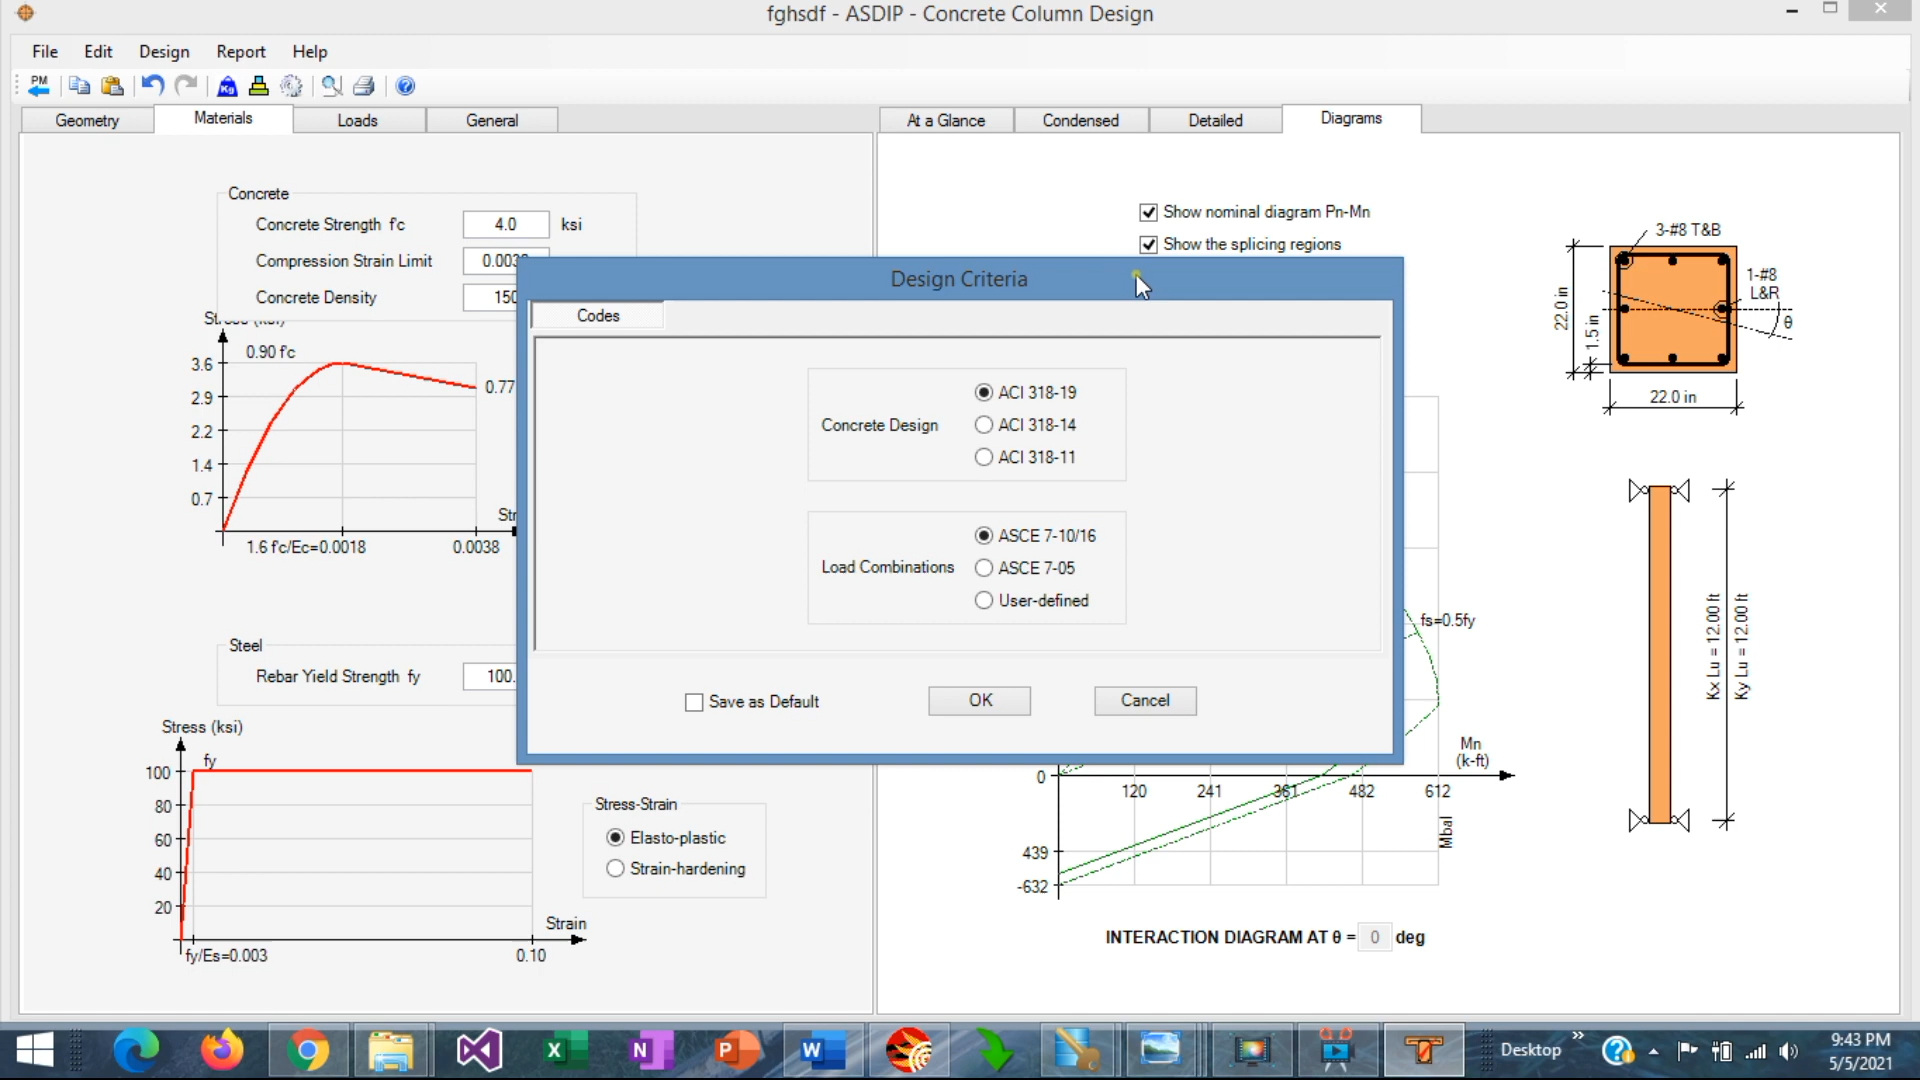 fghsdf - ASDIP - Concrete Column Design
File Edit Design Report Help
PM
Kg
Geometry Materials Loads General
At a Glance Condensed Detailed Diagrams
Concrete
Concrete Strength f'c 4.0 ksi
Compression Strain Limit
Concrete Density 150
Stress (ksi)
0.90 f'c
3.6
2.9
2.2
1.4
0.7
0.77
1.6 f'c/Ec=0.0018
0.0038
Steel
Rebar Yield Strength fy 100.
Stress (ksi)
fy
100
80
60
40
20
Strain
fy/Es=0.003
0.10
Stress-Strain
Elasto-plastic
Strain-hardening
Design Criteria
Codes
Concrete Design
ACI 318-19
ACI 318-14
ACI 318-11
Load Combinations
ASCE 7-10/16
ASCE 7-05
User-defined
Save as Default
OK
Cancel
Show nominal diagram Pn-Mn
Show the splicing regions
3-#8 T&B
1-#8
L&R
θ
22.0 in
1.5 in
22.0 in
Kx Lu = 12.00 ft
Ky Lu = 12.00 ft
fs=0.5fy
Mn
(k-ft)
0
120 241 361 482 612
Mbal
439
-632
INTERACTION DIAGRAM AT θ = 0 deg
Desktop
9:43 PM
5/5/2021